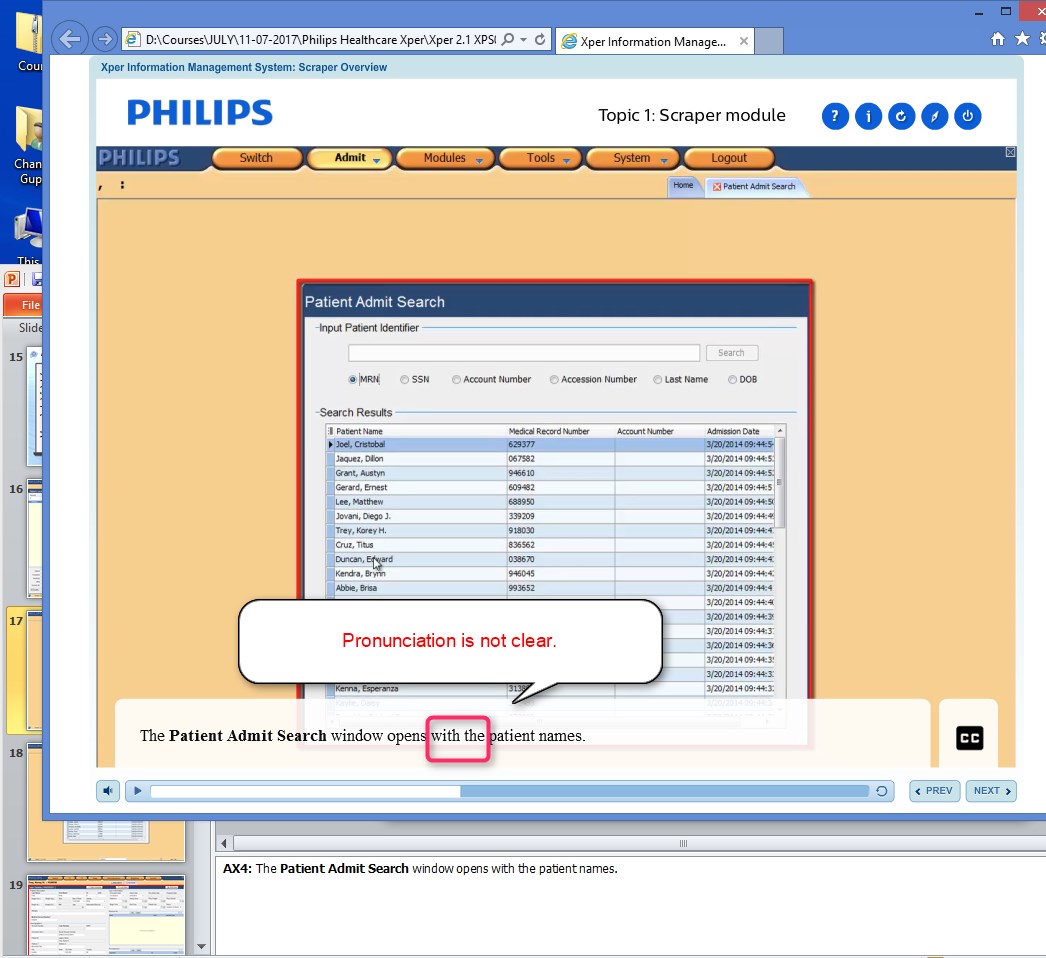 D:\Courses\JULY\11-07-2017\Philips Healthcare Xper\Xper 2.1 XPS(
Xper Information Manage...
Cou
Xper Information Management System: Scraper Overview
PHILIPS
Topic 1: Scraper module
?
i
Chan
Gup
PHILIPS
Switch
Admit
Modules
Tools
System
Logout
, :
Home
Patient Admit Search
This
P
File
Slide
Patient Admit Search
Input Patient Identifier
Search
MRN
SSN
Account Number
Accession Number
Last Name
DOB
Search Results
Patient Name Medical Record Number Account Number Admission Date
Joel, Cristobal 629377 3/20/2014 09:44:5
Jaquez, Dillon 067582 3/20/2014 09:44:5
Grant, Austyn 946610 3/20/2014 09:44:5
Gerard, Ernest 609482 3/20/2014 09:44:5
Lee, Matthew 688950 3/20/2014 09:44:5
Jovani, Diego J. 339209 3/20/2014 09:44:4
Trey, Korey H. 918030 3/20/2014 09:44:4
Cruz, Titus 836562 3/20/2014 09:44:4
Duncan, Edward 038670 3/20/2014 09:44:4
Kendra, Brynn 946045 3/20/2014 09:44:4
Abbie, Brisa 993652 3/20/2014 09:44:4
3/20/2014 09:44:4
3/20/2014 09:44:3
3/20/2014 09:44:3
3/20/2014 09:44:3
3/20/2014 09:44:3
3/20/2014 09:44:3
Kenna, Esperanza 3138 3/20/2014 09:44:3
Pronunciation is not clear.
The Patient Admit Search window opens with the patient names.
CC
PREV
NEXT
15
16
17
18
19
AX4: The Patient Admit Search window opens with the patient names.